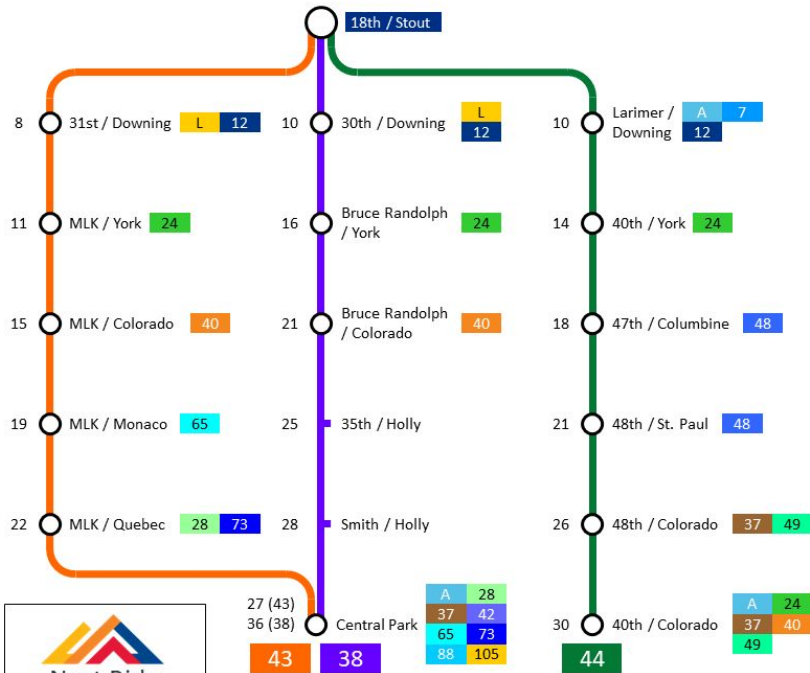 18th / Stout
8 31st / Downing L 12
10 30th / Downing L
12
10 Larimer / Downing A 7
12
11 MLK / York 24
16 Bruce Randolph
/ York 24
14 40th / York 24
15 MLK / Colorado 40
21 Bruce Randolph
/ Colorado 40
18 47th / Columbine 48
19 MLK / Monaco 65
25 35th / Holly
21 48th / St. Paul 48
22 MLK / Quebec 28 73
28 Smith / Holly
26 48th / Colorado 37 49
27 (43)
36 (38)
Central Park
A 28
37 42
65 73
88 105
30 40th / Colorado
A 24
37 40
49
43 38 44